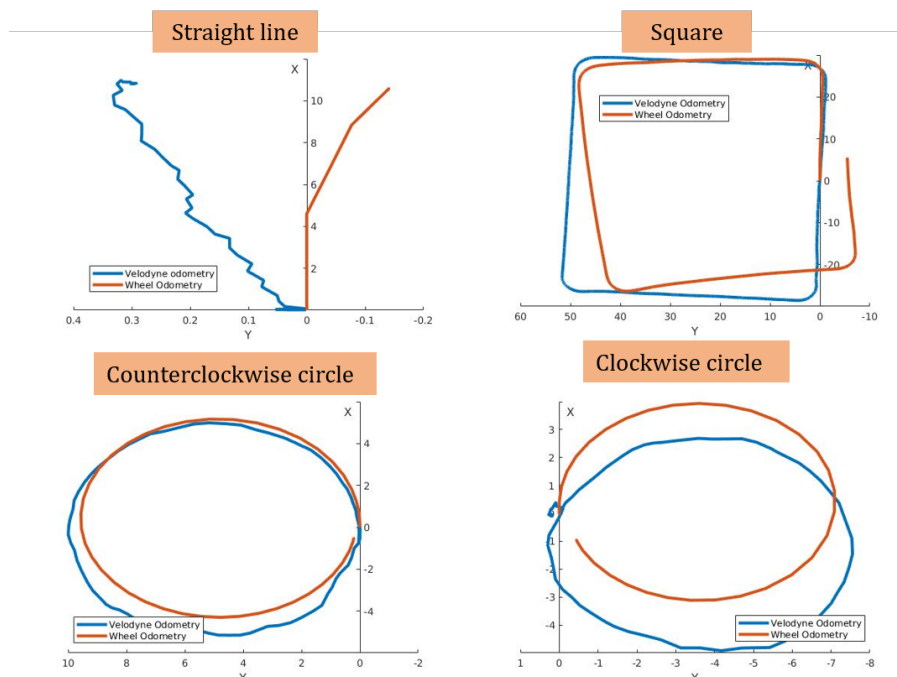 Straight line
X
10
8
6
4
2
Velodyne odometry
Wheel Odometry
0.4 0.3 0.2 0.1 0 -0.1 -0.2
Y
Square
X
20
0
-10
-20
Velodyne Odometry
Wheel Odometry
60 50 40 30 20 10 0 -10
Y
Counterclockwise circle
X
4
2
0
-2
-4
Velodyne Odometry
Wheel Odometry
10 8 6 4 2 0 -2
Clockwise circle
X
3
2
1
0
-1
-2
-3
-4
Velodyne Odometry
Wheel Odometry
1 0 -1 -2 -3 -4 -5 -6 -7 -8